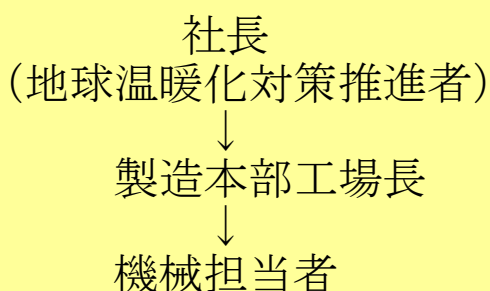 社長
（地球温暖化対策推進者）
↓
製造本部工場長
↓
機械担当者